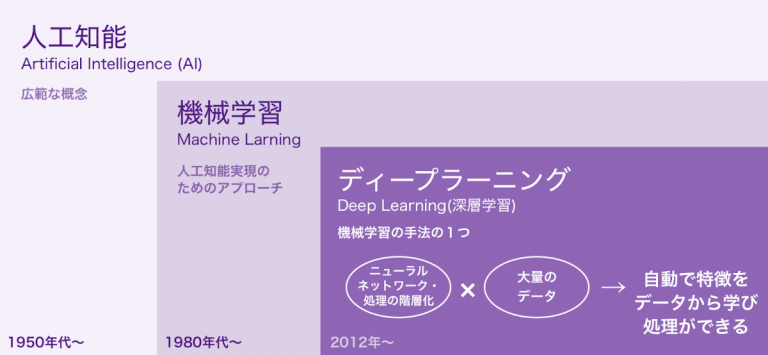 人工知能
Artificial Intelligence (AI)
広範な概念
機械学習
Machine Larning
人工知能実現の
ためのアプローチ
ディープラーニング
Deep Learning(深層学習)
機械学習の手法の1つ
ニューラル
ネットワーク・
処理の階層化
×
大量の
データ
→
自動で特徴を
データから学び
処理ができる
1950年代〜
1980年代〜
2012年〜